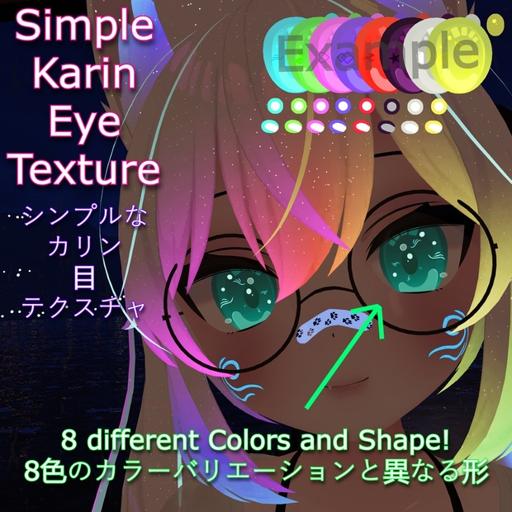 Simple
Karin
Eye
Texture
Example
シンプルな
カリン
目
テクスチャ
8 different Colors and Shape!
8色のカラーバリエーションと異なる形